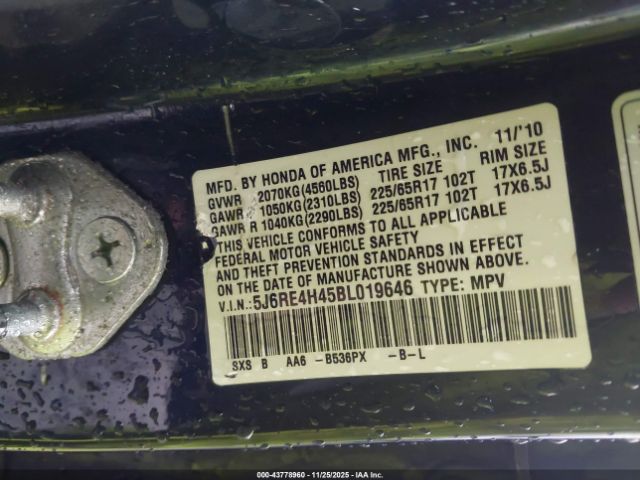 MFD. BY HONDA OF AMERICA MFG., INC. 11/'10
GVWR 2070KG(4560LBS) TIRE SIZE RIM SIZE
GAWR F 1050KG(2310LBS) 225/65R17 102T 17X6.5J
GAWR R 1040KG(2290LBS) 225/65R17 102T 17X6.5J
THIS VEHICLE CONFORMS TO ALL APPLICABLE
FEDERAL MOTOR VEHICLE SAFETY
AND THEFT PREVENTION STANDARDS IN EFFECT
ON THE DATE OF MANUFACTURE SHOWN ABOVE.
V.I.N.: 5J6RE4H45BL019646 TYPE: MPV
SXS B AA6 -B536PX -B-L
000-43778960 - 11/25/2025 - IAA Inc.